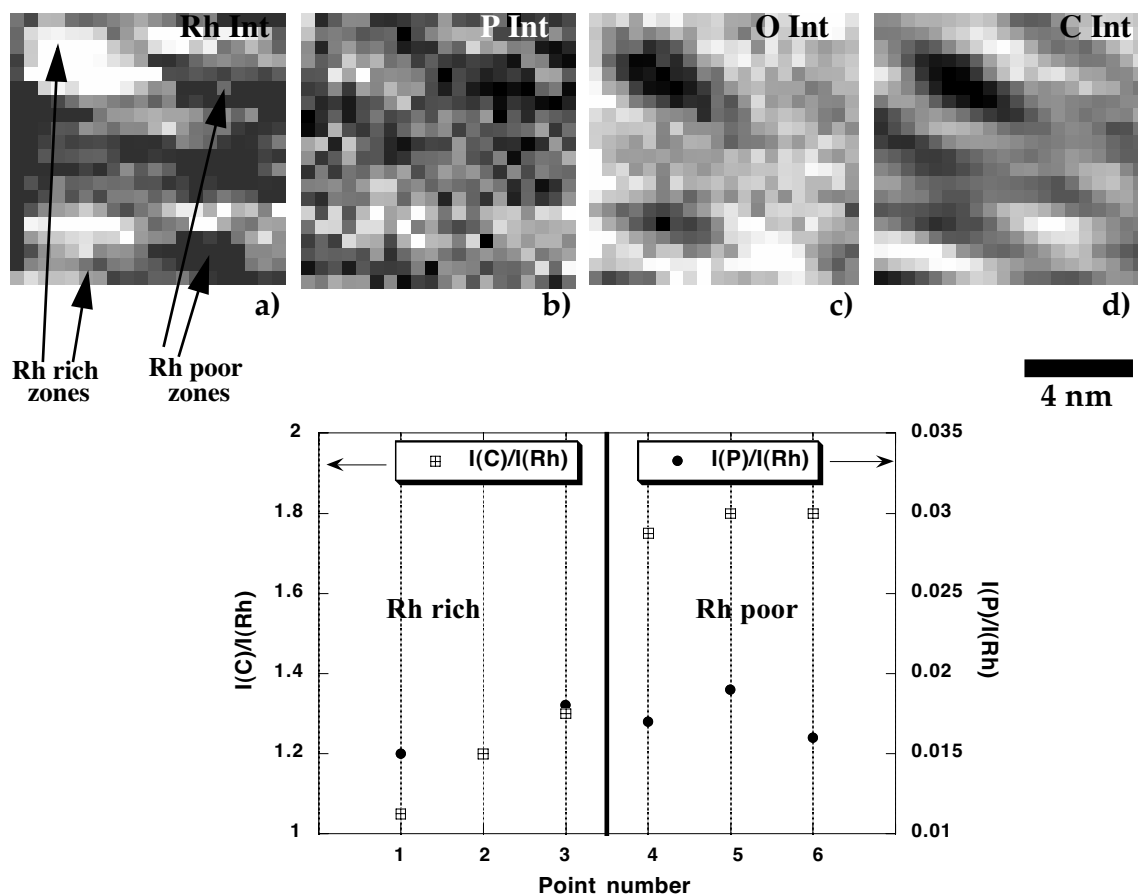 Rh Int
P Int
O Int
C Int
a)
b)
c)
d)
Rh rich
zones
Rh poor
zones
4 nm
2
1.8
1.6
1.4
1.2
1
I(C)/I(Rh)
I(C)/I(Rh)
I(P)/I(Rh)
Rh rich
Rh poor
0.035
0.03
0.025
0.02
0.015
0.01
I(P)/I(Rh)
1 2 3 4 5 6
Point number